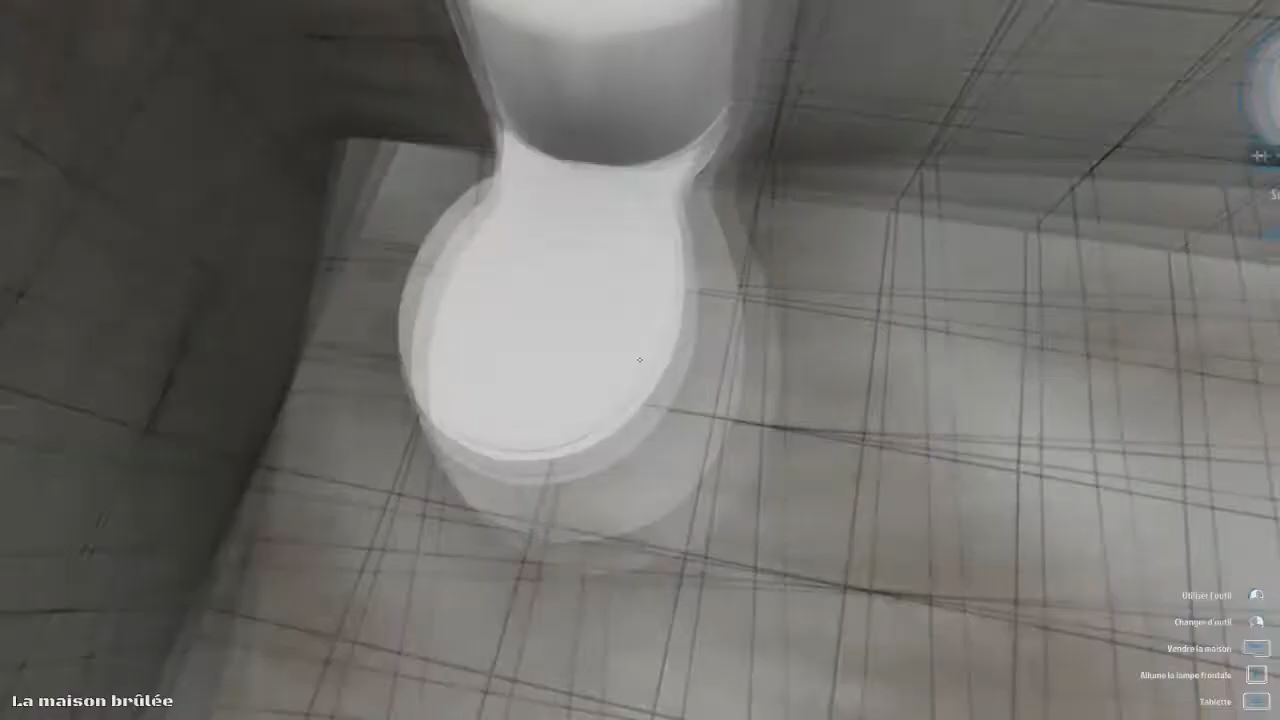 Utiliser l'outil
Changer d'outil
Vendre la maison
Allume la lampe frontale
Tablette
La maison brûlée